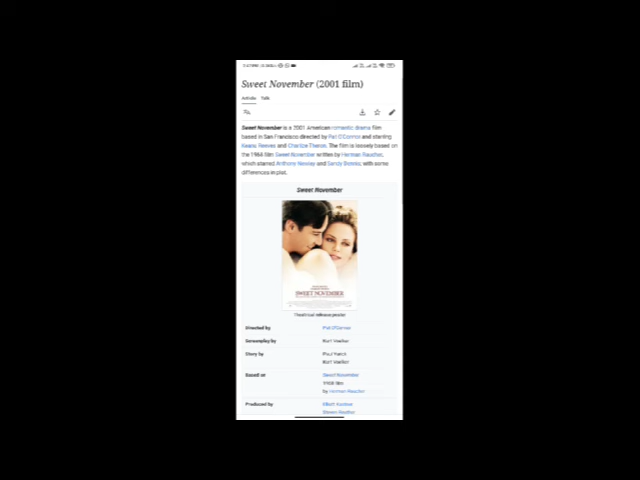 Sweet November (2001 film)
Article Talk
Sweet November is a 2001 American romantic drama film
based in San Francisco directed by Pat O'Connor and starring
Keanu Reeves and Charlize Theron. The film is loosely based on
the 1968 film Sweet November written by Herman Raucher,
which starred Anthony Newley and Sandy Dennis; with some
differences in plot.
Sweet November
SWEET NOVEMBER
Theatrical release poster
Directed by Pat O'Connor
Screenplay by Kurt Voelker
Story by Paul Yurick
Kurt Voelker
Based on Sweet November
1968 film
by Herman Raucher
Produced by Elliott Kastner
Steven Reuther